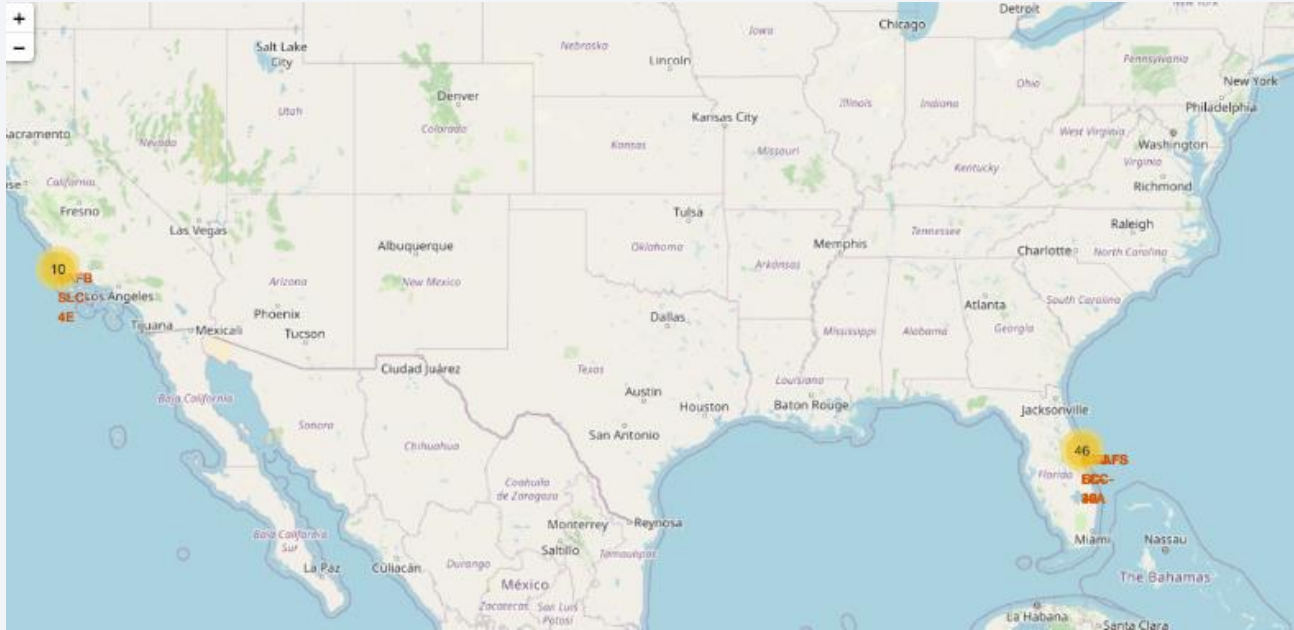 +
−
Detroit
Chicago
Iowa
Nebraska
Salt Lake
City
Lincoln
Pennsylvania
New York
Ohio
Illinois
Indiana
Denver
Utah
Philadelphia
Kansas City
Colorado
Sacramento
Nevada
West Virginia
Washington
Kansas
Missouri
Virginia
Kentucky
California
Richmond
Fresno
Tulsa
Las Vegas
Raleigh
Tennessee
Albuquerque
Oklahoma
Memphis
Charlotte
North Carolina
Arkansas
10
AFB
Arizona
New Mexico
SLC-
Los Angeles
South Carolina
Atlanta
4E
Phoenix
Dallas
Tijuana
Mexicali
Tucson
Mississippi
Alabama
Georgia
Ciudad Juárez
Texas
Louisiana
Austin
Baja California
Houston
Baton Rouge
Jacksonville
Sonora
San Antonio
Chihuahua
46
AFS
Florida
Coahuila
de Zaragoza
Monterrey
Reynosa
Baja California
Sur
Miami
Nassau
Saltillo
Tamaulipas
La Paz
Culiacán
Durango
The Bahamas
México
Zacatecas
San Luis
Potosí
La Habana
Santa Clara